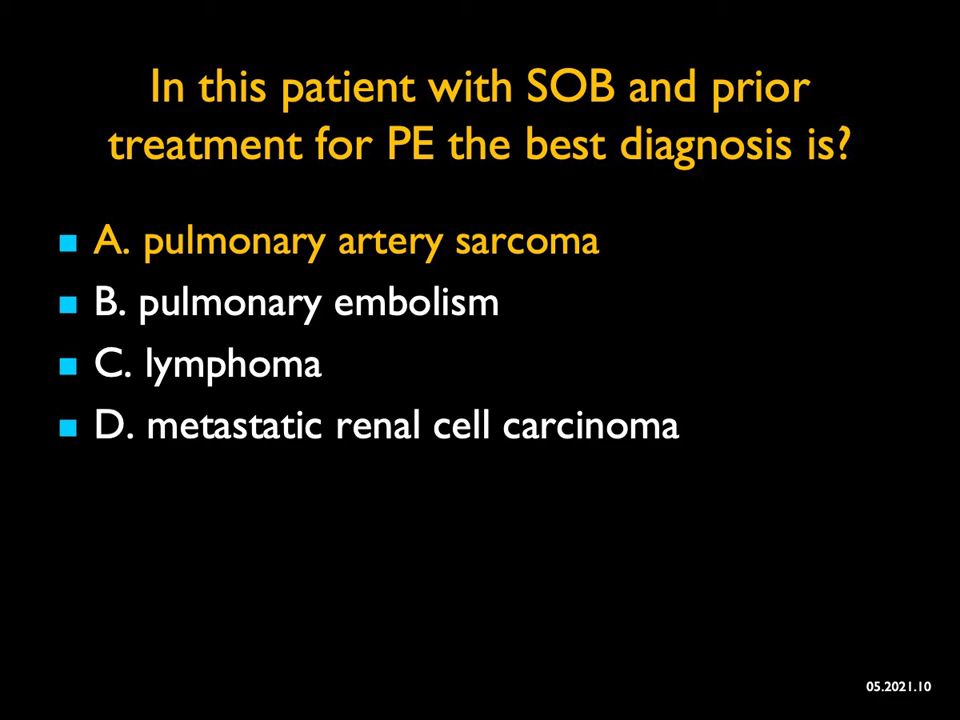 In this patient with SOB and prior
treatment for PE the best diagnosis is?
A. pulmonary artery sarcoma
B. pulmonary embolism
C. lymphoma
D. metastatic renal cell carcinoma
05.2021.10